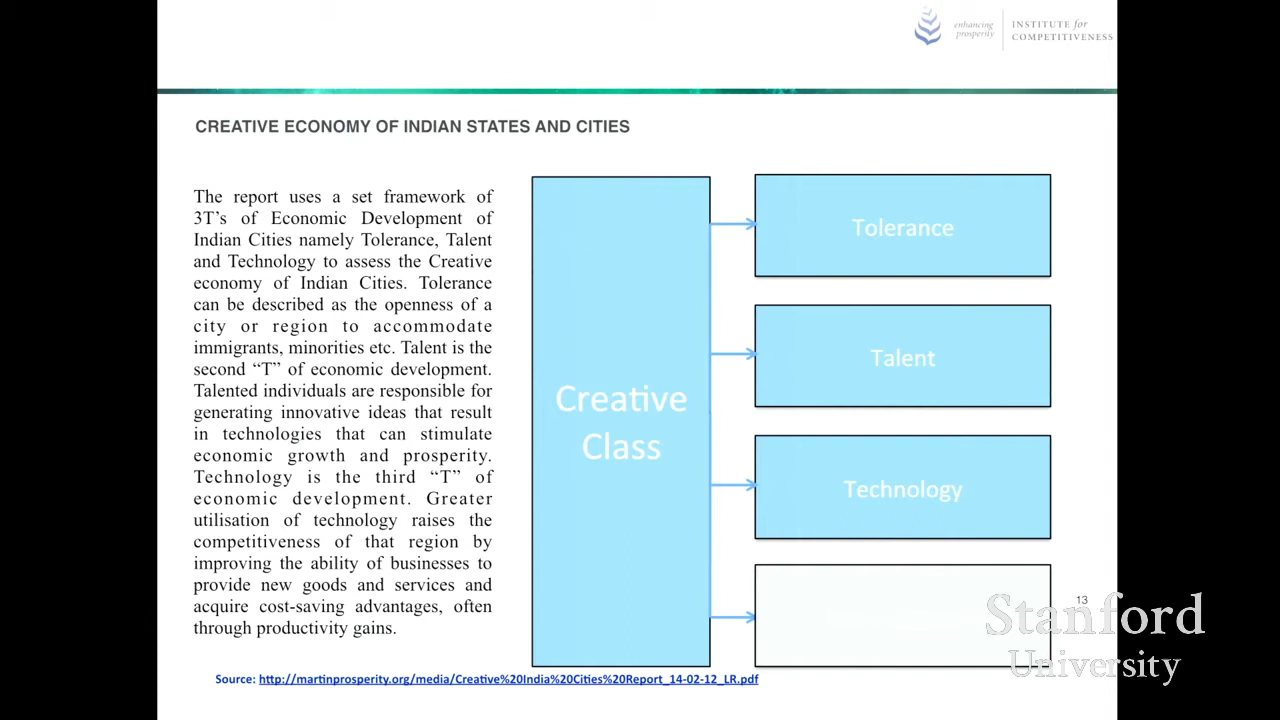 enhancing
prosperity
INSTITUTE for
COMPETITIVENESS
CREATIVE ECONOMY OF INDIAN STATES AND CITIES
The report uses a set framework of
3T's of Economic Development of
Indian Cities namely Tolerance, Talent
and Technology to assess the Creative
economy of Indian Cities. Tolerance
can be described as the openness of a
city or region to accommodate
immigrants, minorities etc. Talent is the
second “T” of economic development.
Talented individuals are responsible for
generating innovative ideas that result
in technologies that can stimulate
economic growth and prosperity.
Technology is the third “T” of
economic development. Greater
utilisation of technology raises the
competitiveness of that region by
improving the ability of businesses to
provide new goods and services and
acquire cost-saving advantages, often
through productivity gains.
Creative
Class
Tolerance
Talent
Technology
13
Stanford
University
Source: http://martinprosperity.org/media/Creative%20India%20Cities%20Report_14-02-12_LR.pdf